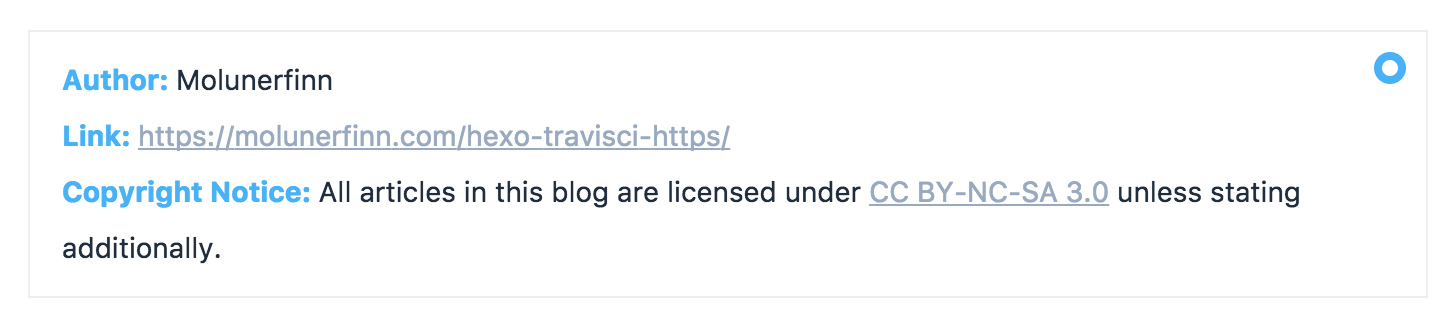 Author: Molunerfinn
Link: https://molunerfinn.com/hexo-travisci-https/
Copyright Notice: All articles in this blog are licensed under CC BY-NC-SA 3.0 unless stating
additionally.